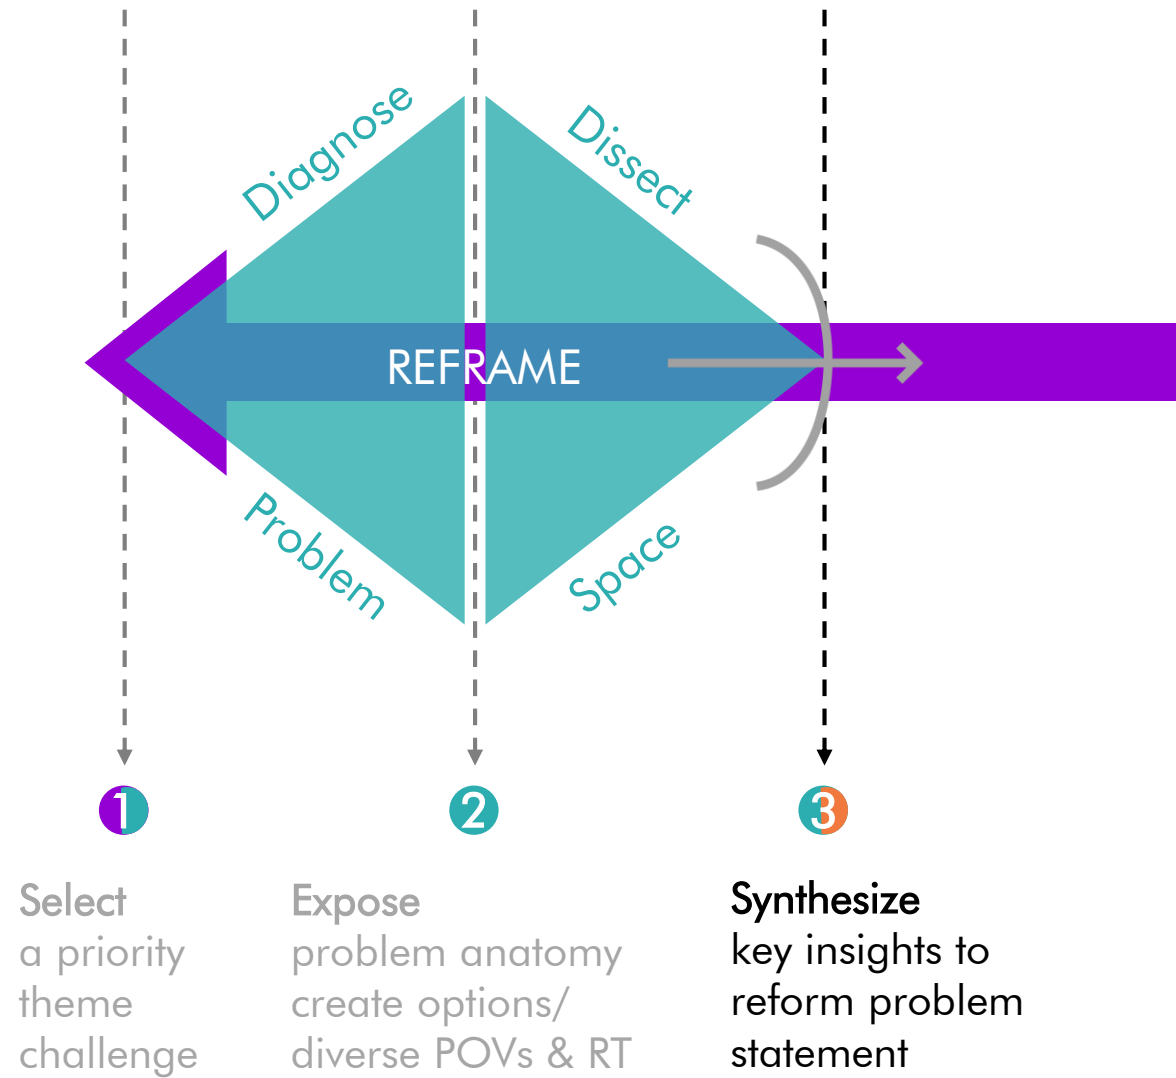 Diagnose
Dissect
REFRAME
Problem
Space
1
2
3
Select
a priority
theme
challenge
Expose
problem anatomy
create options/
diverse POVs & RT
Synthesize
key insights to
reform problem
statement